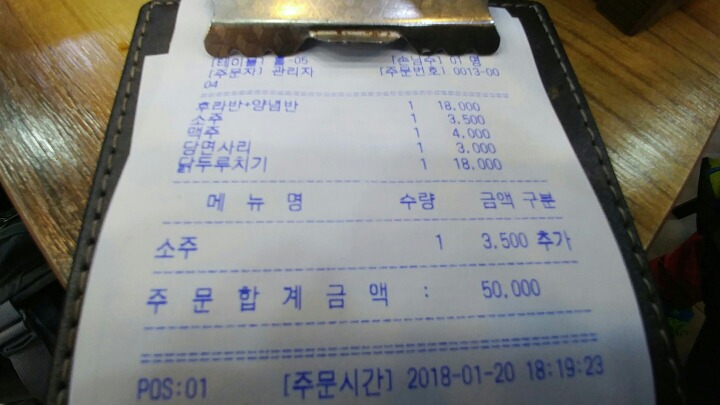 [테이블] 홀-05 [손님수] 01 명
[주문자] 관리자 [주문번호] 0013-00
04
후라반+양념반 1 18,000
소주 1 3,500
맥주 1 4,000
당면사리 1 3,000
닭두루치기 1 18,000
메 뉴 명 수량 금액 구분
소주 1 3,500 추가
주 문 합 계 금 액 : 50,000
POS:01 [주문시간] 2018-01-20 18:19:23